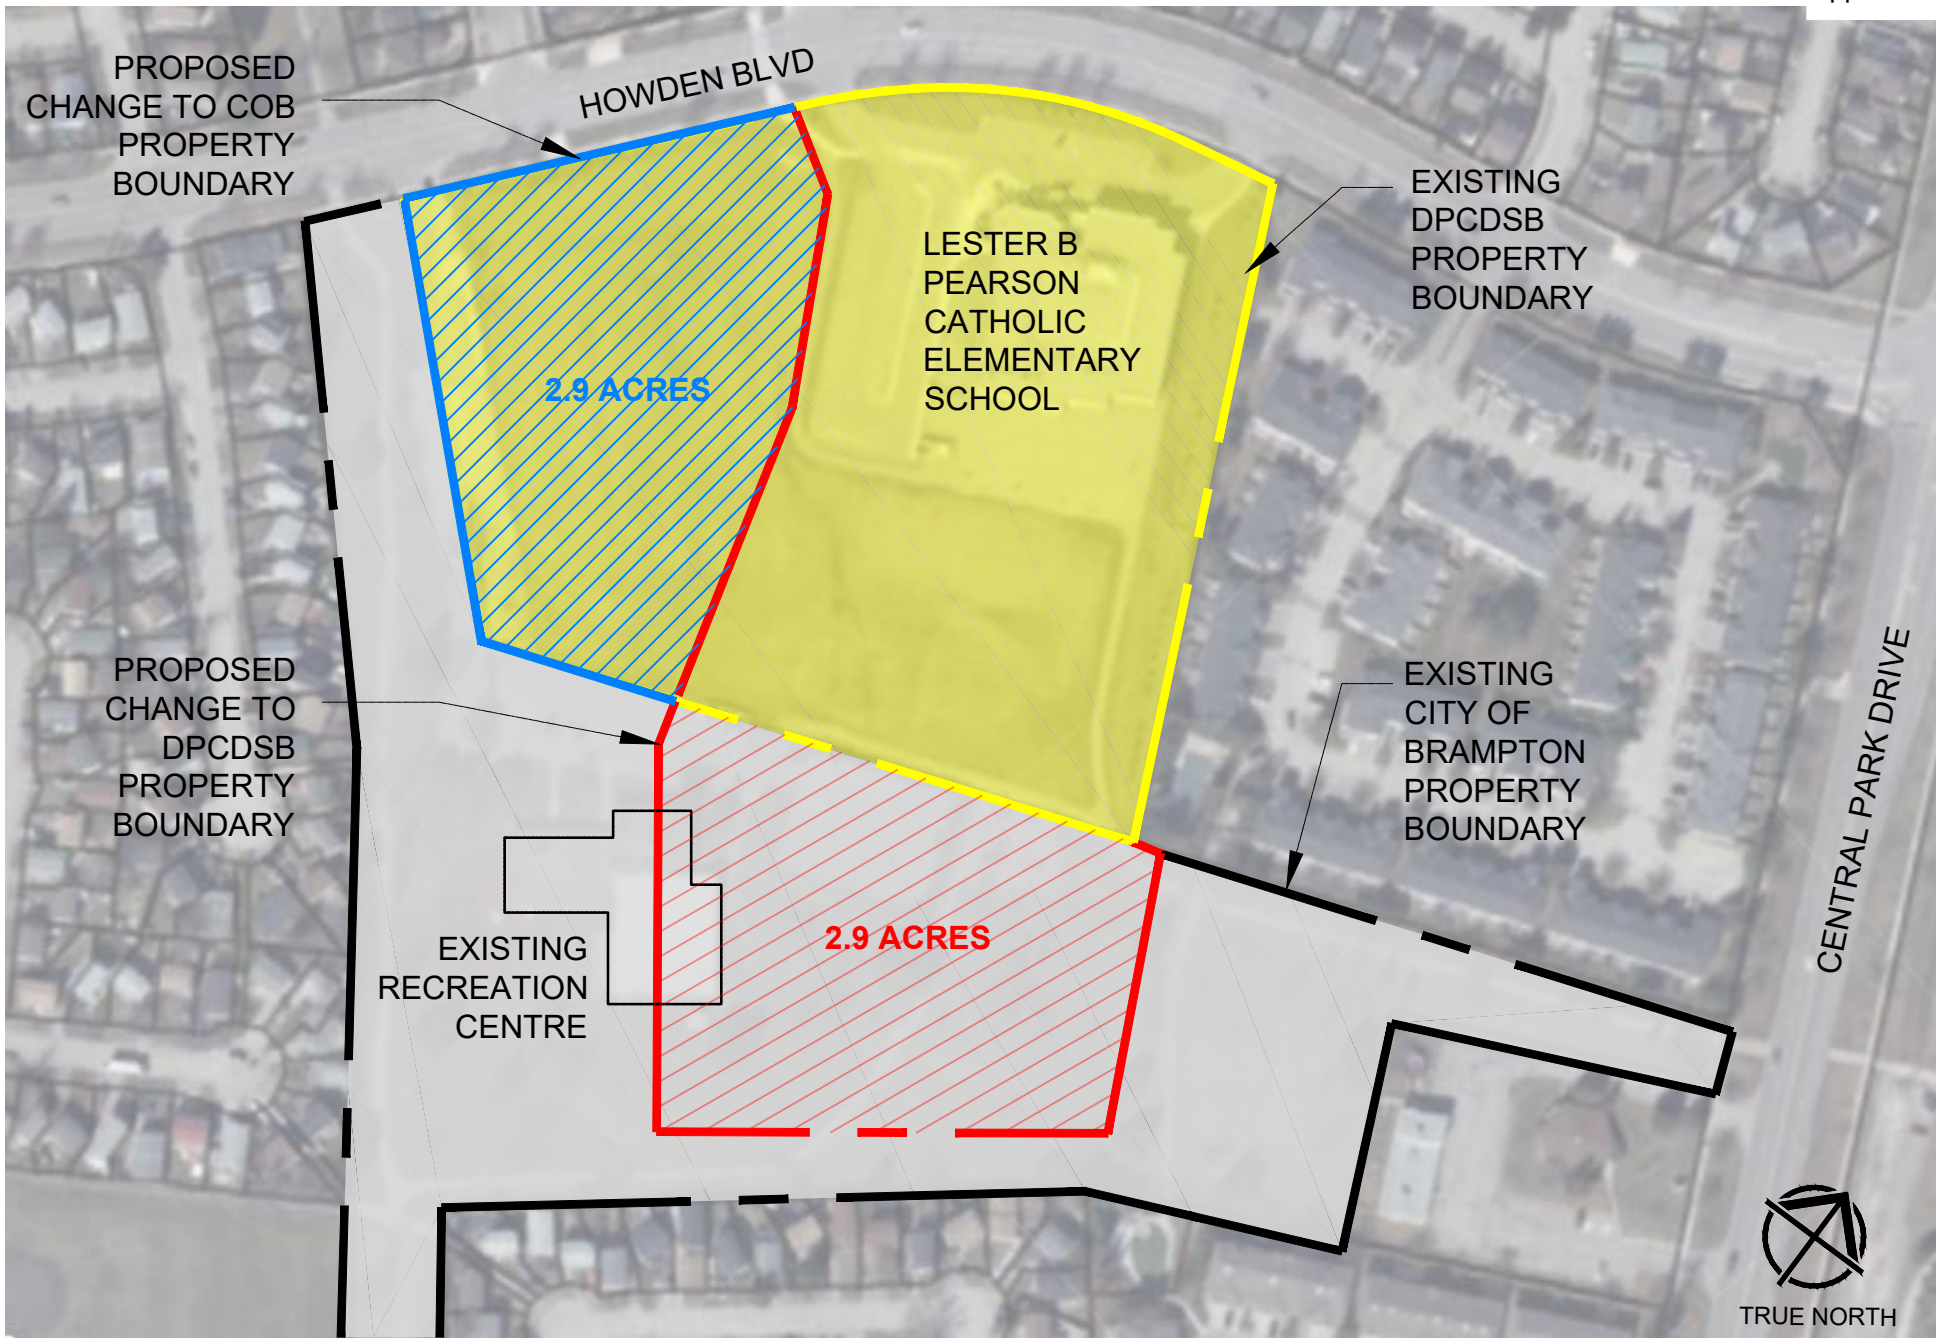 PROPOSED
CHANGE TO COB
PROPERTY
BOUNDARY
HOWDEN BLVD
EXISTING
DPCDSB
PROPERTY
BOUNDARY
LESTER B
PEARSON
CATHOLIC
ELEMENTARY
SCHOOL
2.9 ACRES
PROPOSED
CHANGE TO
DPCDSB
PROPERTY
BOUNDARY
EXISTING
CITY OF
BRAMPTON
PROPERTY
BOUNDARY
CENTRAL PARK DRIVE
2.9 ACRES
EXISTING
RECREATION
CENTRE
TRUE NORTH